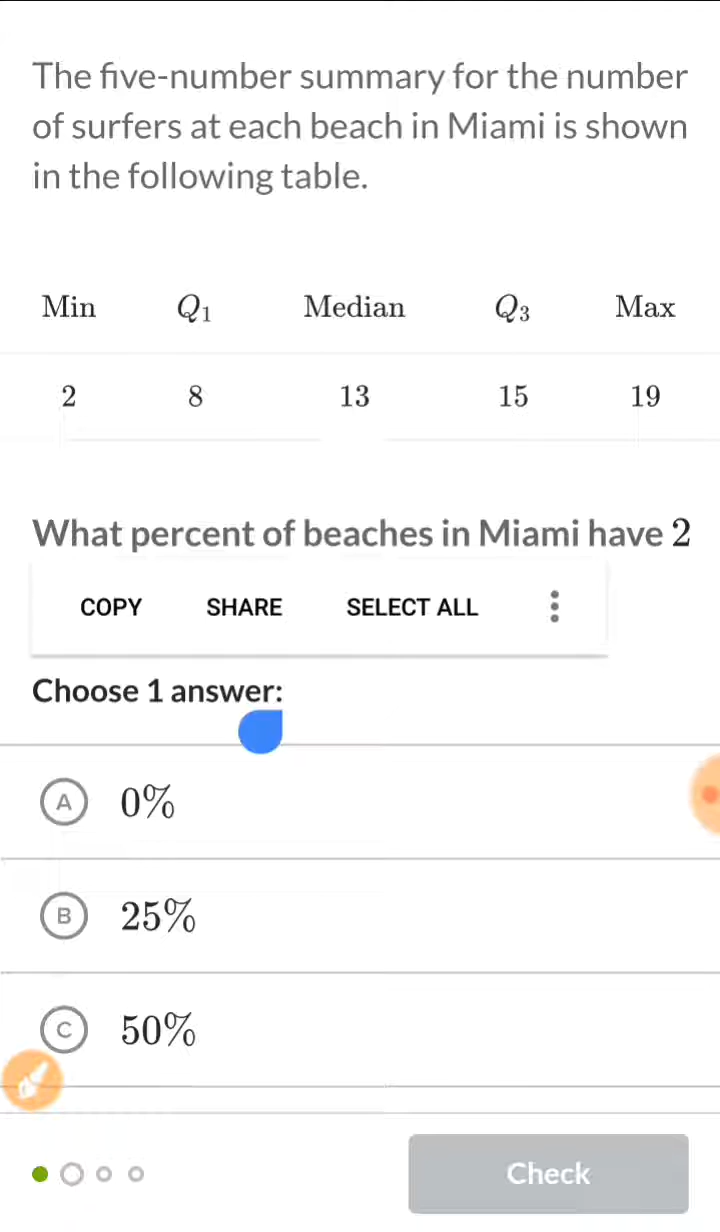 The five-number summary for the number
of surfers at each beach in Miami is shown
in the following table.
Min Q₁ Median Q₃ Max
2 8 13 15 19
What percent of beaches in Miami have 2
COPY SHARE SELECT ALL
Choose 1 answer:
A 0%
B 25%
C 50%
Check